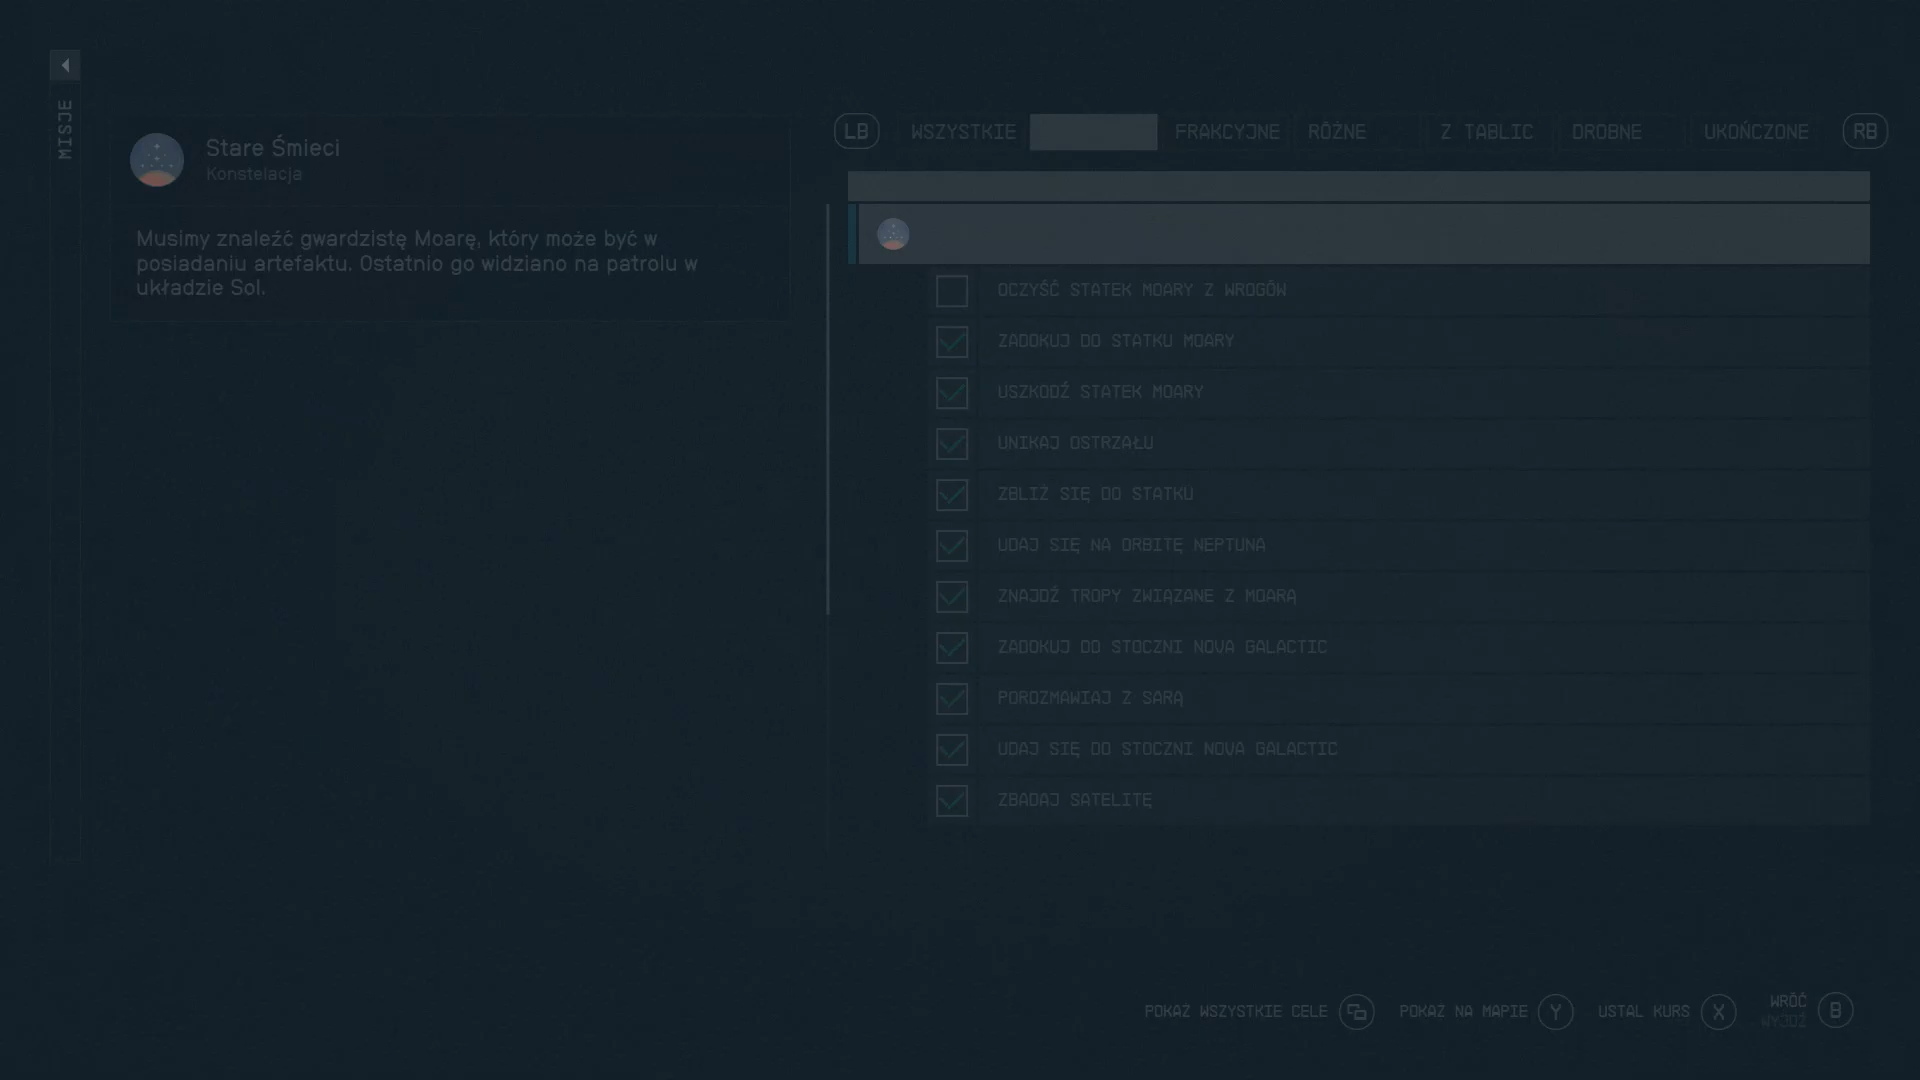 MISJE
Stare Śmieci
Konstelacja
Musimy znaleźć gwardzistę Moarę, który może być w
posiadaniu artefaktu. Ostatnio go widziano na patrolu w
układzie Sol.
LB
WSZYSTKIE
FRAKCYJNE
RÓŻNE
Z TABLIC
DROBNE
UKOŃCZONE
RB
OCZYŚĆ STATEK MOARY Z WROGÓW
ZADOKUJ DO STATKU MOARY
USZKODŹ STATEK MOARY
UNIKAJ OSTRZAŁU
ZBLIŻ SIĘ DO STATKU
UDAJ SIĘ NA ORBITĘ NEPTUNA
ZNAJDŹ TROPY ZWIĄZANE Z MOARĄ
ZADOKUJ DO STOCZNI NOVA GALACTIC
POROZMAWIAJ Z SARĄ
UDAJ SIĘ DO STOCZNI NOVA GALACTIC
ZBADAJ SATELITĘ
POKAŻ WSZYSTKIE CELE
POKAŻ NA MAPIE Y
USTAL KURS X
WRÓĆ B
WYJDŹ